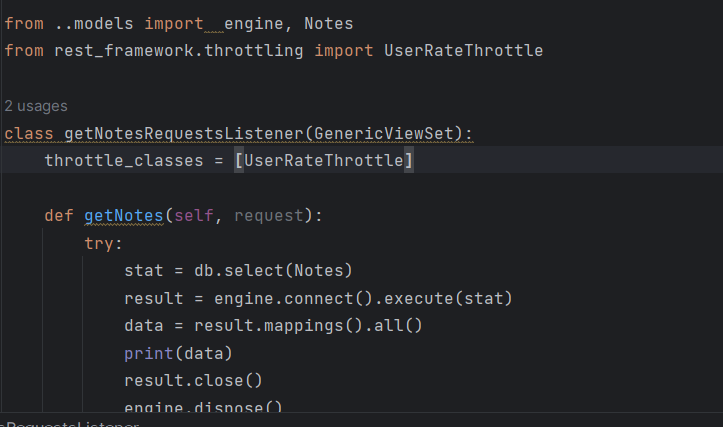 from ..models import  engine, Notes
from rest_framework.throttling import UserRateThrottle
2 usages
class getNotesRequestsListener(GenericViewSet):
    throttle_classes = [UserRateThrottle]
    def getNotes(self, request):
        try:
            stat = db.select(Notes)
            result = engine.connect().execute(stat)
            data = result.mappings().all()
            print(data)
            result.close()
            engine.dispose()
sRequestsListener